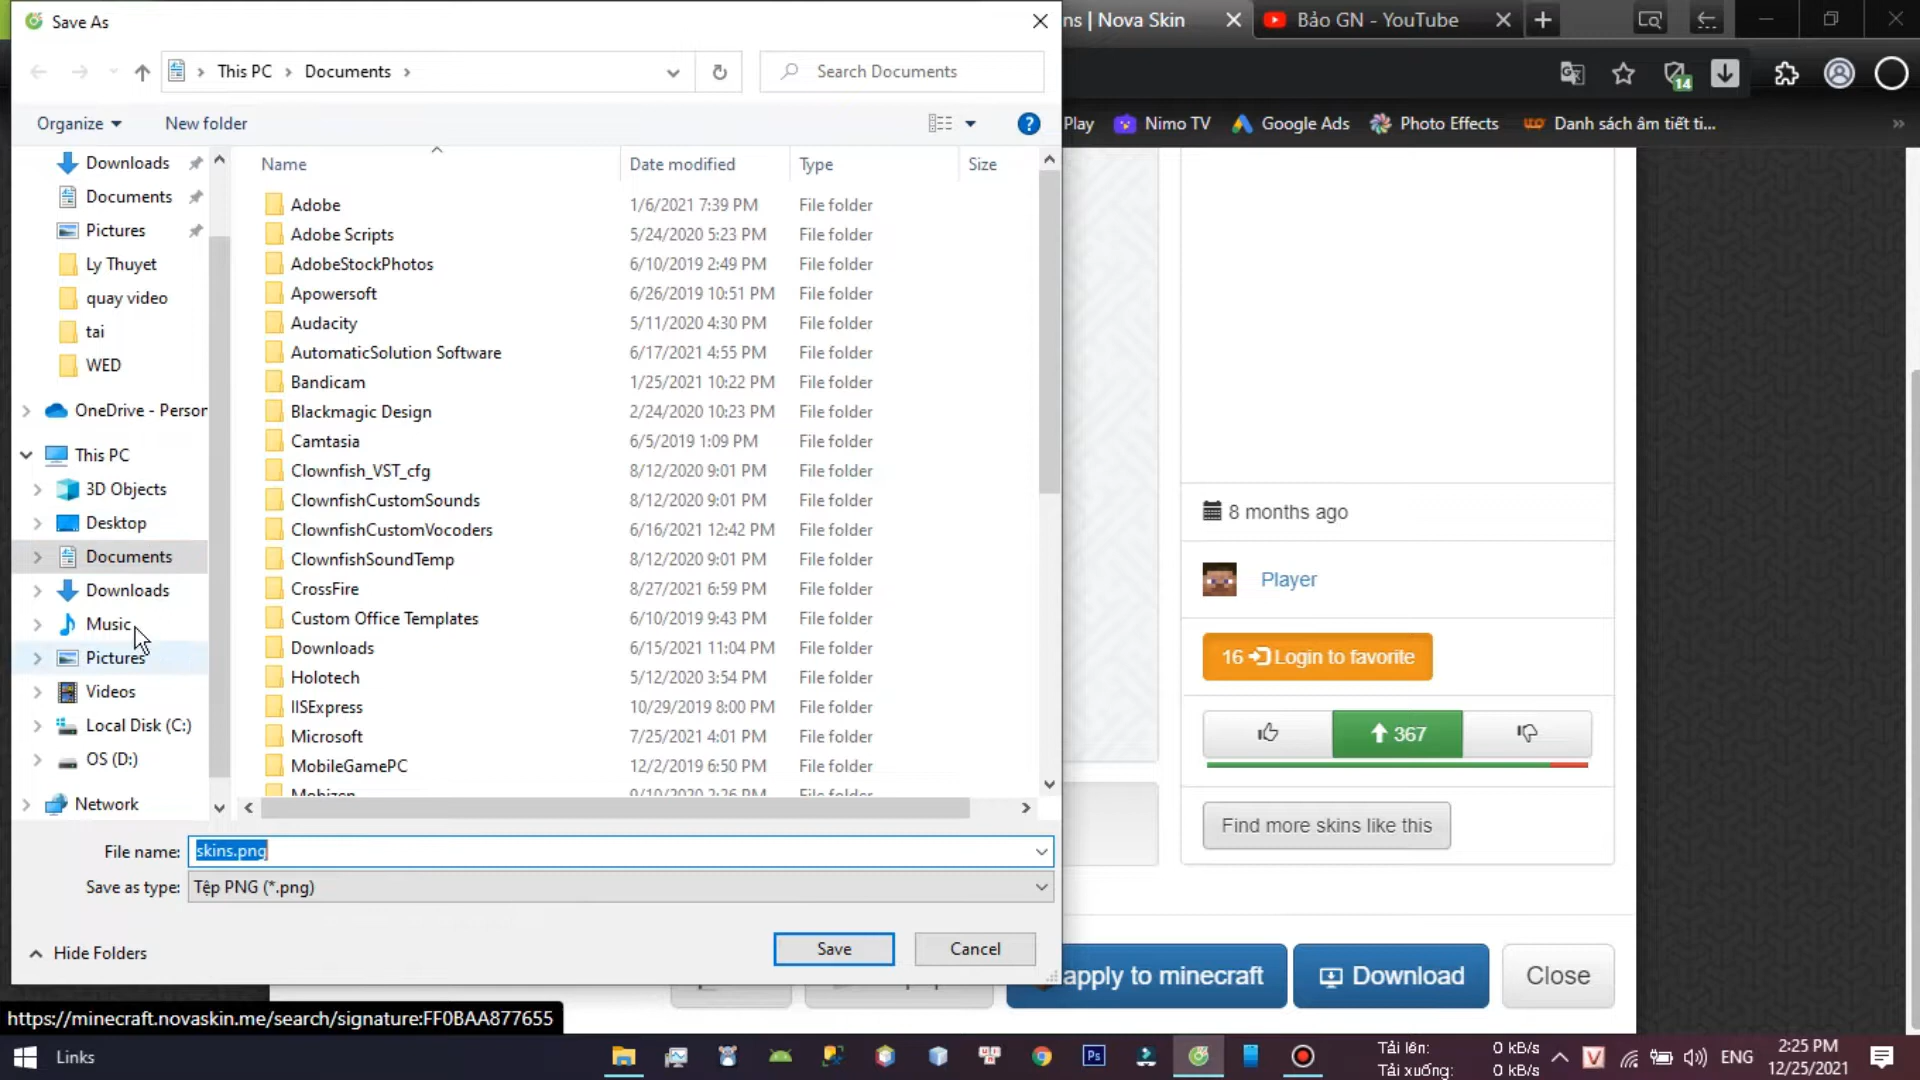 Save As
ns | Nova Skin
Bảo GN - YouTube
This PC
Documents
Search Documents
14
Organize
New folder
Play
Nimo TV
Google Ads
Photo Effects
Danh sách âm tiết ti...
Downloads
Documents
Pictures
Ly Thuyet
quay video
tai
WED
OneDrive - Person
This PC
3D Objects
Desktop
Documents
Downloads
Music
Pictures
Videos
Local Disk (C:)
OS (D:)
Network
Name Date modified Type Size
Adobe 1/6/2021 7:39 PM File folder
Adobe Scripts 5/24/2020 5:23 PM File folder
AdobeStockPhotos 6/10/2019 2:49 PM File folder
Apowersoft 6/26/2019 10:51 PM File folder
Audacity 5/11/2020 4:30 PM File folder
AutomaticSolution Software 6/17/2021 4:55 PM File folder
Bandicam 1/25/2021 10:22 PM File folder
Blackmagic Design 2/24/2020 10:23 PM File folder
Camtasia 6/5/2019 1:09 PM File folder
Clownfish_VST_cfg 8/12/2020 9:01 PM File folder
ClownfishCustomSounds 8/12/2020 9:01 PM File folder
ClownfishCustomVocoders 6/16/2021 12:42 PM File folder
ClownfishSoundTemp 8/12/2020 9:01 PM File folder
CrossFire 8/27/2021 6:59 PM File folder
Custom Office Templates 6/10/2019 9:43 PM File folder
Downloads 6/15/2021 11:04 PM File folder
Holotech 5/12/2020 3:54 PM File folder
IISExpress 10/29/2019 8:00 PM File folder
Microsoft 7/25/2021 4:01 PM File folder
MobileGamePC 12/2/2019 6:50 PM File folder
Mobizen 9/10/2020 2:26 PM File folder
File name: skins.png
Save as type: Tệp PNG (*.png)
Hide Folders
Save
Cancel
8 months ago
Player
16 Login to favorite
367
Find more skins like this
apply to minecraft
Download
Close
https://minecraft.novaskin.me/search/signature:FF0BAA877655
Links
Ps
Tải lên: 0 kB/s
Tải xuống: 0 kB/s
V
ENG
2:25 PM
12/25/2021